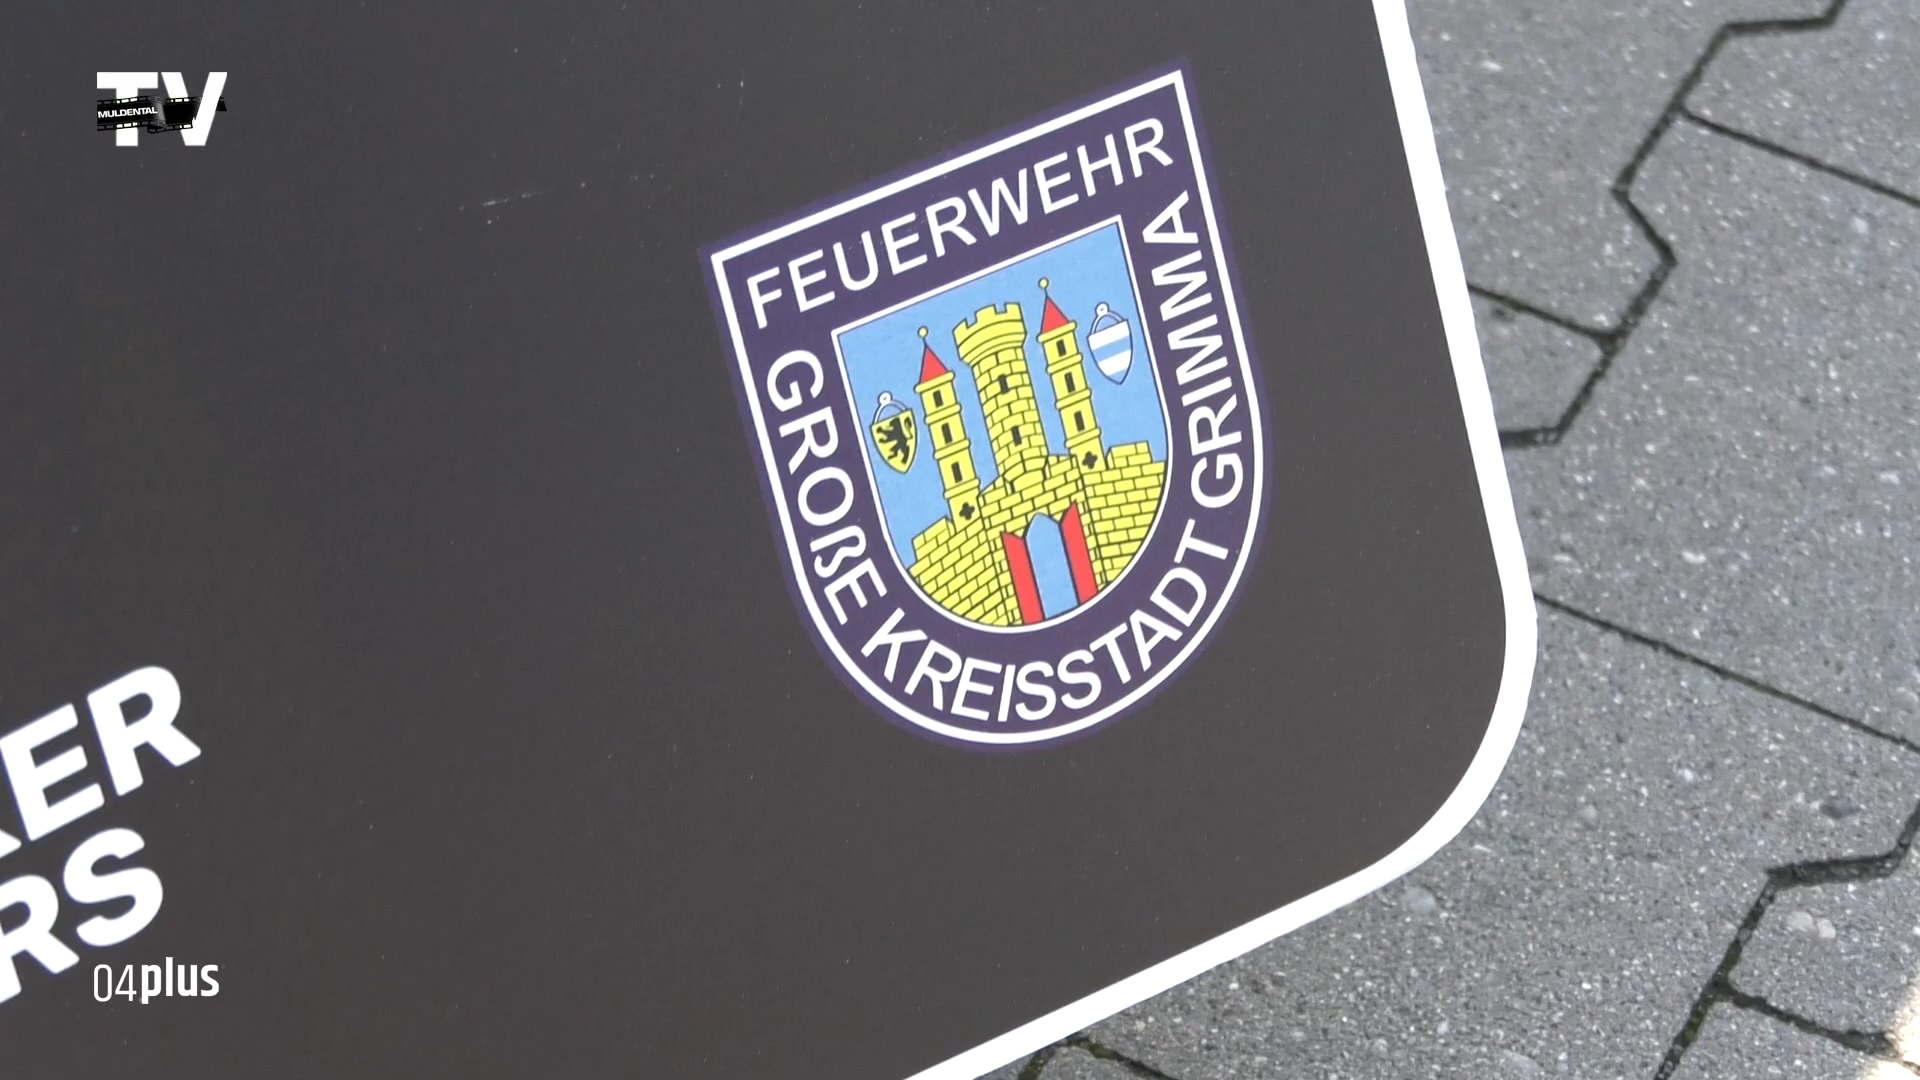 TV
MULDENTAL
FEUERWEHR
GROßE KREISSTADT GRIMMA
ER
RS
04plus